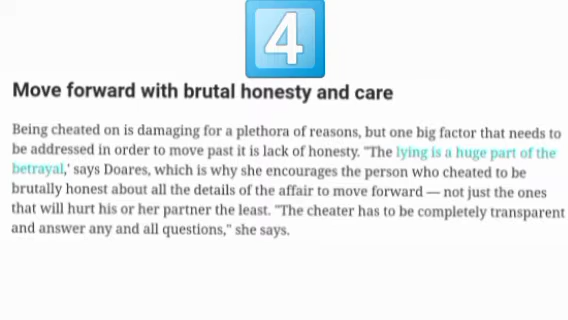 4
Move forward with brutal honesty and care
Being cheated on is damaging for a plethora of reasons, but one big factor that needs to
be addressed in order to move past it is lack of honesty. "The lying is a huge part of the
betrayal,' says Doares, which is why she encourages the person who cheated to be
brutally honest about all the details of the affair to move forward — not just the ones
that will hurt his or her partner the least. "The cheater has to be completely transparent
and answer any and all questions," she says.